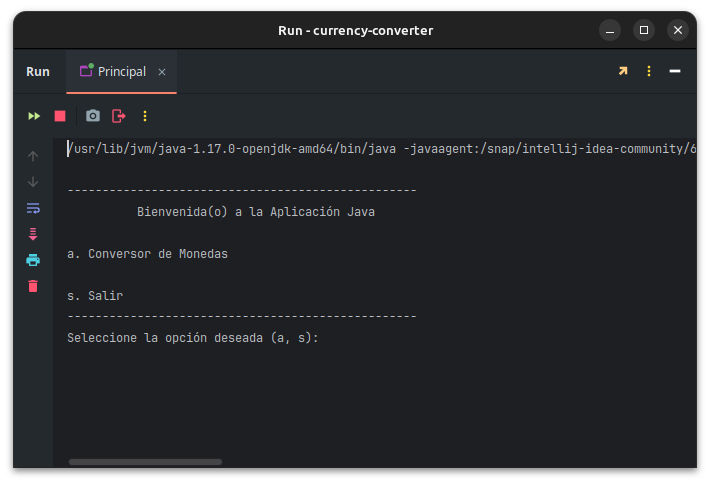 Run - currency-converter
Run Principal
/usr/lib/jvm/java-1.17.0-openjdk-amd64/bin/java -javaagent:/snap/intellij-idea-community/6
--------------------------------------------------
Bienvenida(o) a la Aplicación Java
a. Conversor de Monedas
s. Salir
--------------------------------------------------
Seleccione la opción deseada (a, s):